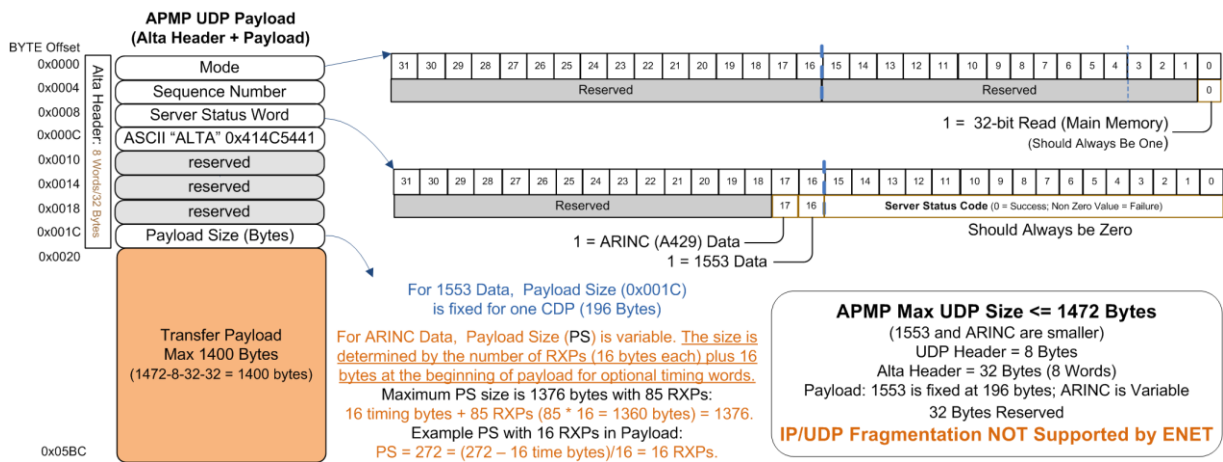 APMP UDP Payload
(Alta Header + Payload)
BYTE Offset
0x0000
0x0004
0x0008
0x000C
0x0010
0x0014
0x0018
0x001C
0x0020
0x05BC
Alta Header: 8 Words/32 Bytes
Mode
Sequence Number
Server Status Word
ASCII “ALTA” 0x414C5441
reserved
reserved
reserved
Payload Size (Bytes)
Transfer Payload
Max 1400 Bytes
(1472-8-32-32 = 1400 bytes)
31 30 29 28 27 26 25 24 23 22 21 20 19 18 17 16 15 14 13 12 11 10 9 8 7 6 5 4 3 2 1 0
Reserved Reserved 0
1 = 32-bit Read (Main Memory)
(Should Always Be One)
31 30 29 28 27 26 25 24 23 22 21 20 19 18 17 16 15 14 13 12 11 10 9 8 7 6 5 4 3 2 1 0
Reserved 17 16 Server Status Code (0 = Success; Non Zero Value = Failure)
Should Always be Zero
1 = ARINC (A429) Data
1 = 1553 Data
For 1553 Data, Payload Size (0x001C)
is fixed for one CDP (196 Bytes)
For ARINC Data, Payload Size (PS) is variable. The size is
determined by the number of RXPs (16 bytes each) plus 16
bytes at the beginning of payload for optional timing words.
Maximum PS size is 1376 bytes with 85 RXPs:
16 timing bytes + 85 RXPs (85 * 16 = 1360 bytes) = 1376.
Example PS with 16 RXPs in Payload:
PS = 272 = (272 – 16 time bytes)/16 = 16 RXPs.
APMP Max UDP Size <= 1472 Bytes
(1553 and ARINC are smaller)
UDP Header = 8 Bytes
Alta Header = 32 Bytes (8 Words)
Payload: 1553 is fixed at 196 bytes; ARINC is Variable
32 Bytes Reserved
IP/UDP Fragmentation NOT Supported by ENET